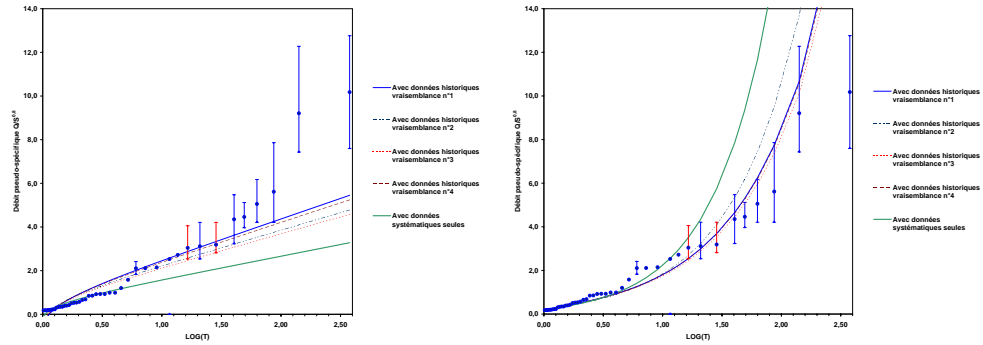 14,0
12,0
10,0
8,0
6,0
4,0
2,0
0,0
Débit pseudo-spécifique Q/S^0,8
0,00 0,50 1,00 1,50 2,00 2,50
LOG(T)
Avec données historiques
vraisemblance n°1
Avec données historiques
vraisemblance n°2
Avec données historiques
vraisemblance n°3
Avec données historiques
vraisemblance n°4
Avec données
systématiques seules
14,0
12,0
10,0
8,0
6,0
4,0
2,0
0,0
Débit pseudo-spécifique Q/S^0,8
0,00 0,50 1,00 1,50 2,00 2,50
LOG(T)
Avec données historiques
vraisemblance n°1
Avec données historiques
vraisemblance n°2
Avec données historiques
vraisemblance n°3
Avec données historiques
vraisemblance n°4
Avec données
systématiques seules